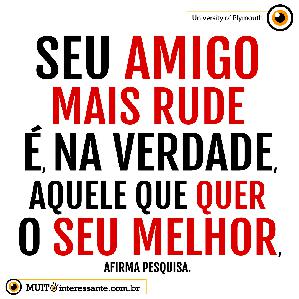 University of Plymouth
SEU AMIGO
MAIS RUDE
É, NA VERDADE,
AQUELE QUE QUER
O SEU MELHOR,
AFIRMA PESQUISA.
MUITOinteressante.com.br